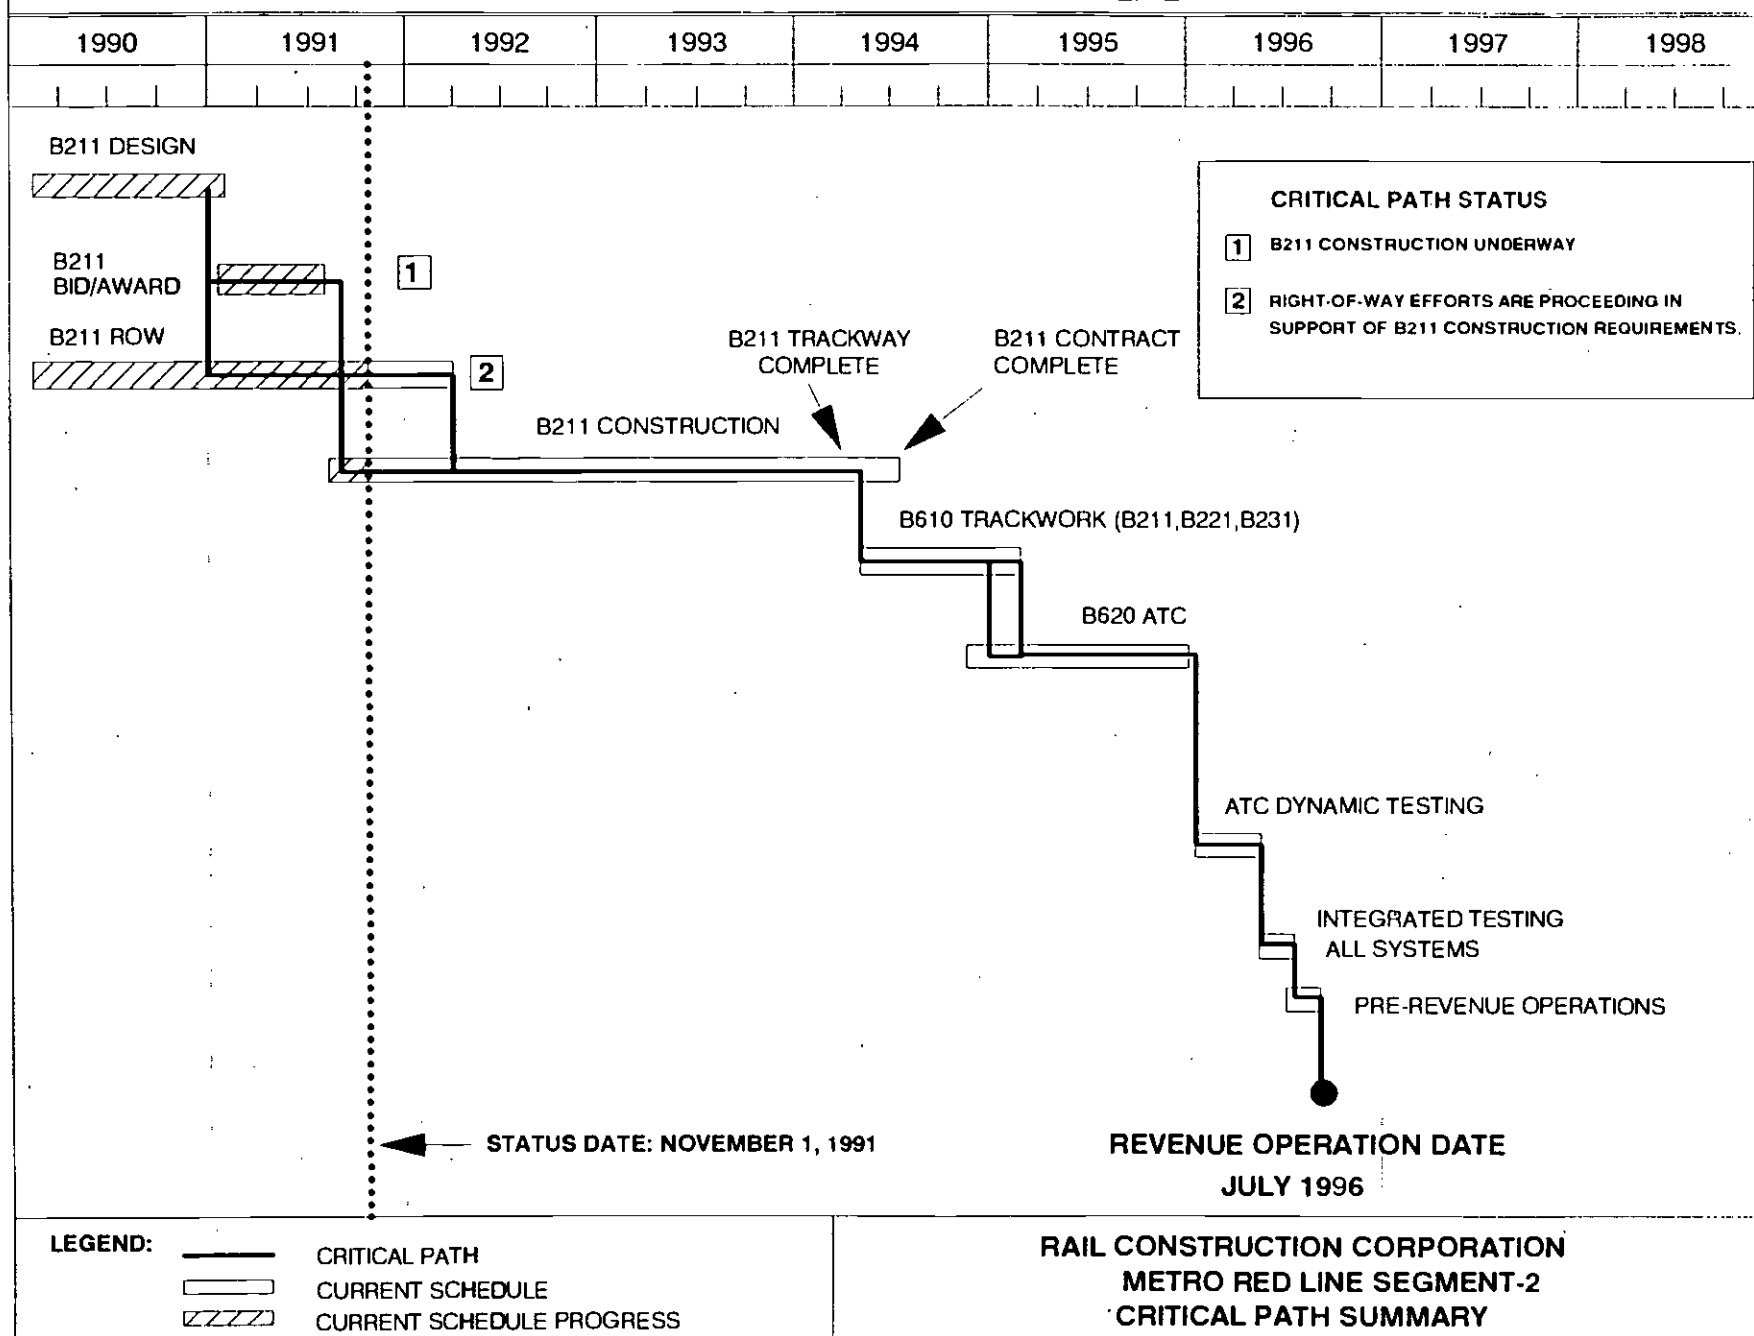 1990 1991 1992 1993 1994 1995 1996 1997 1998
B211 DESIGN
CRITICAL PATH STATUS
1 B211 CONSTRUCTION UNDERWAY
2 RIGHT-OF-WAY EFFORTS ARE PROCEEDING IN
SUPPORT OF B211 CONSTRUCTION REQUIREMENTS.
B211
BID/AWARD
1
B211 ROW
2
B211 TRACKWAY
COMPLETE
B211 CONTRACT
COMPLETE
B211 CONSTRUCTION
B610 TRACKWORK (B211,B221,B231)
B620 ATC
ATC DYNAMIC TESTING
INTEGRATED TESTING
ALL SYSTEMS
PRE-REVENUE OPERATIONS
STATUS DATE: NOVEMBER 1, 1991
REVENUE OPERATION DATE
JULY 1996
LEGEND:
CRITICAL PATH
CURRENT SCHEDULE
CURRENT SCHEDULE PROGRESS
RAIL CONSTRUCTION CORPORATION
METRO RED LINE SEGMENT-2
CRITICAL PATH SUMMARY